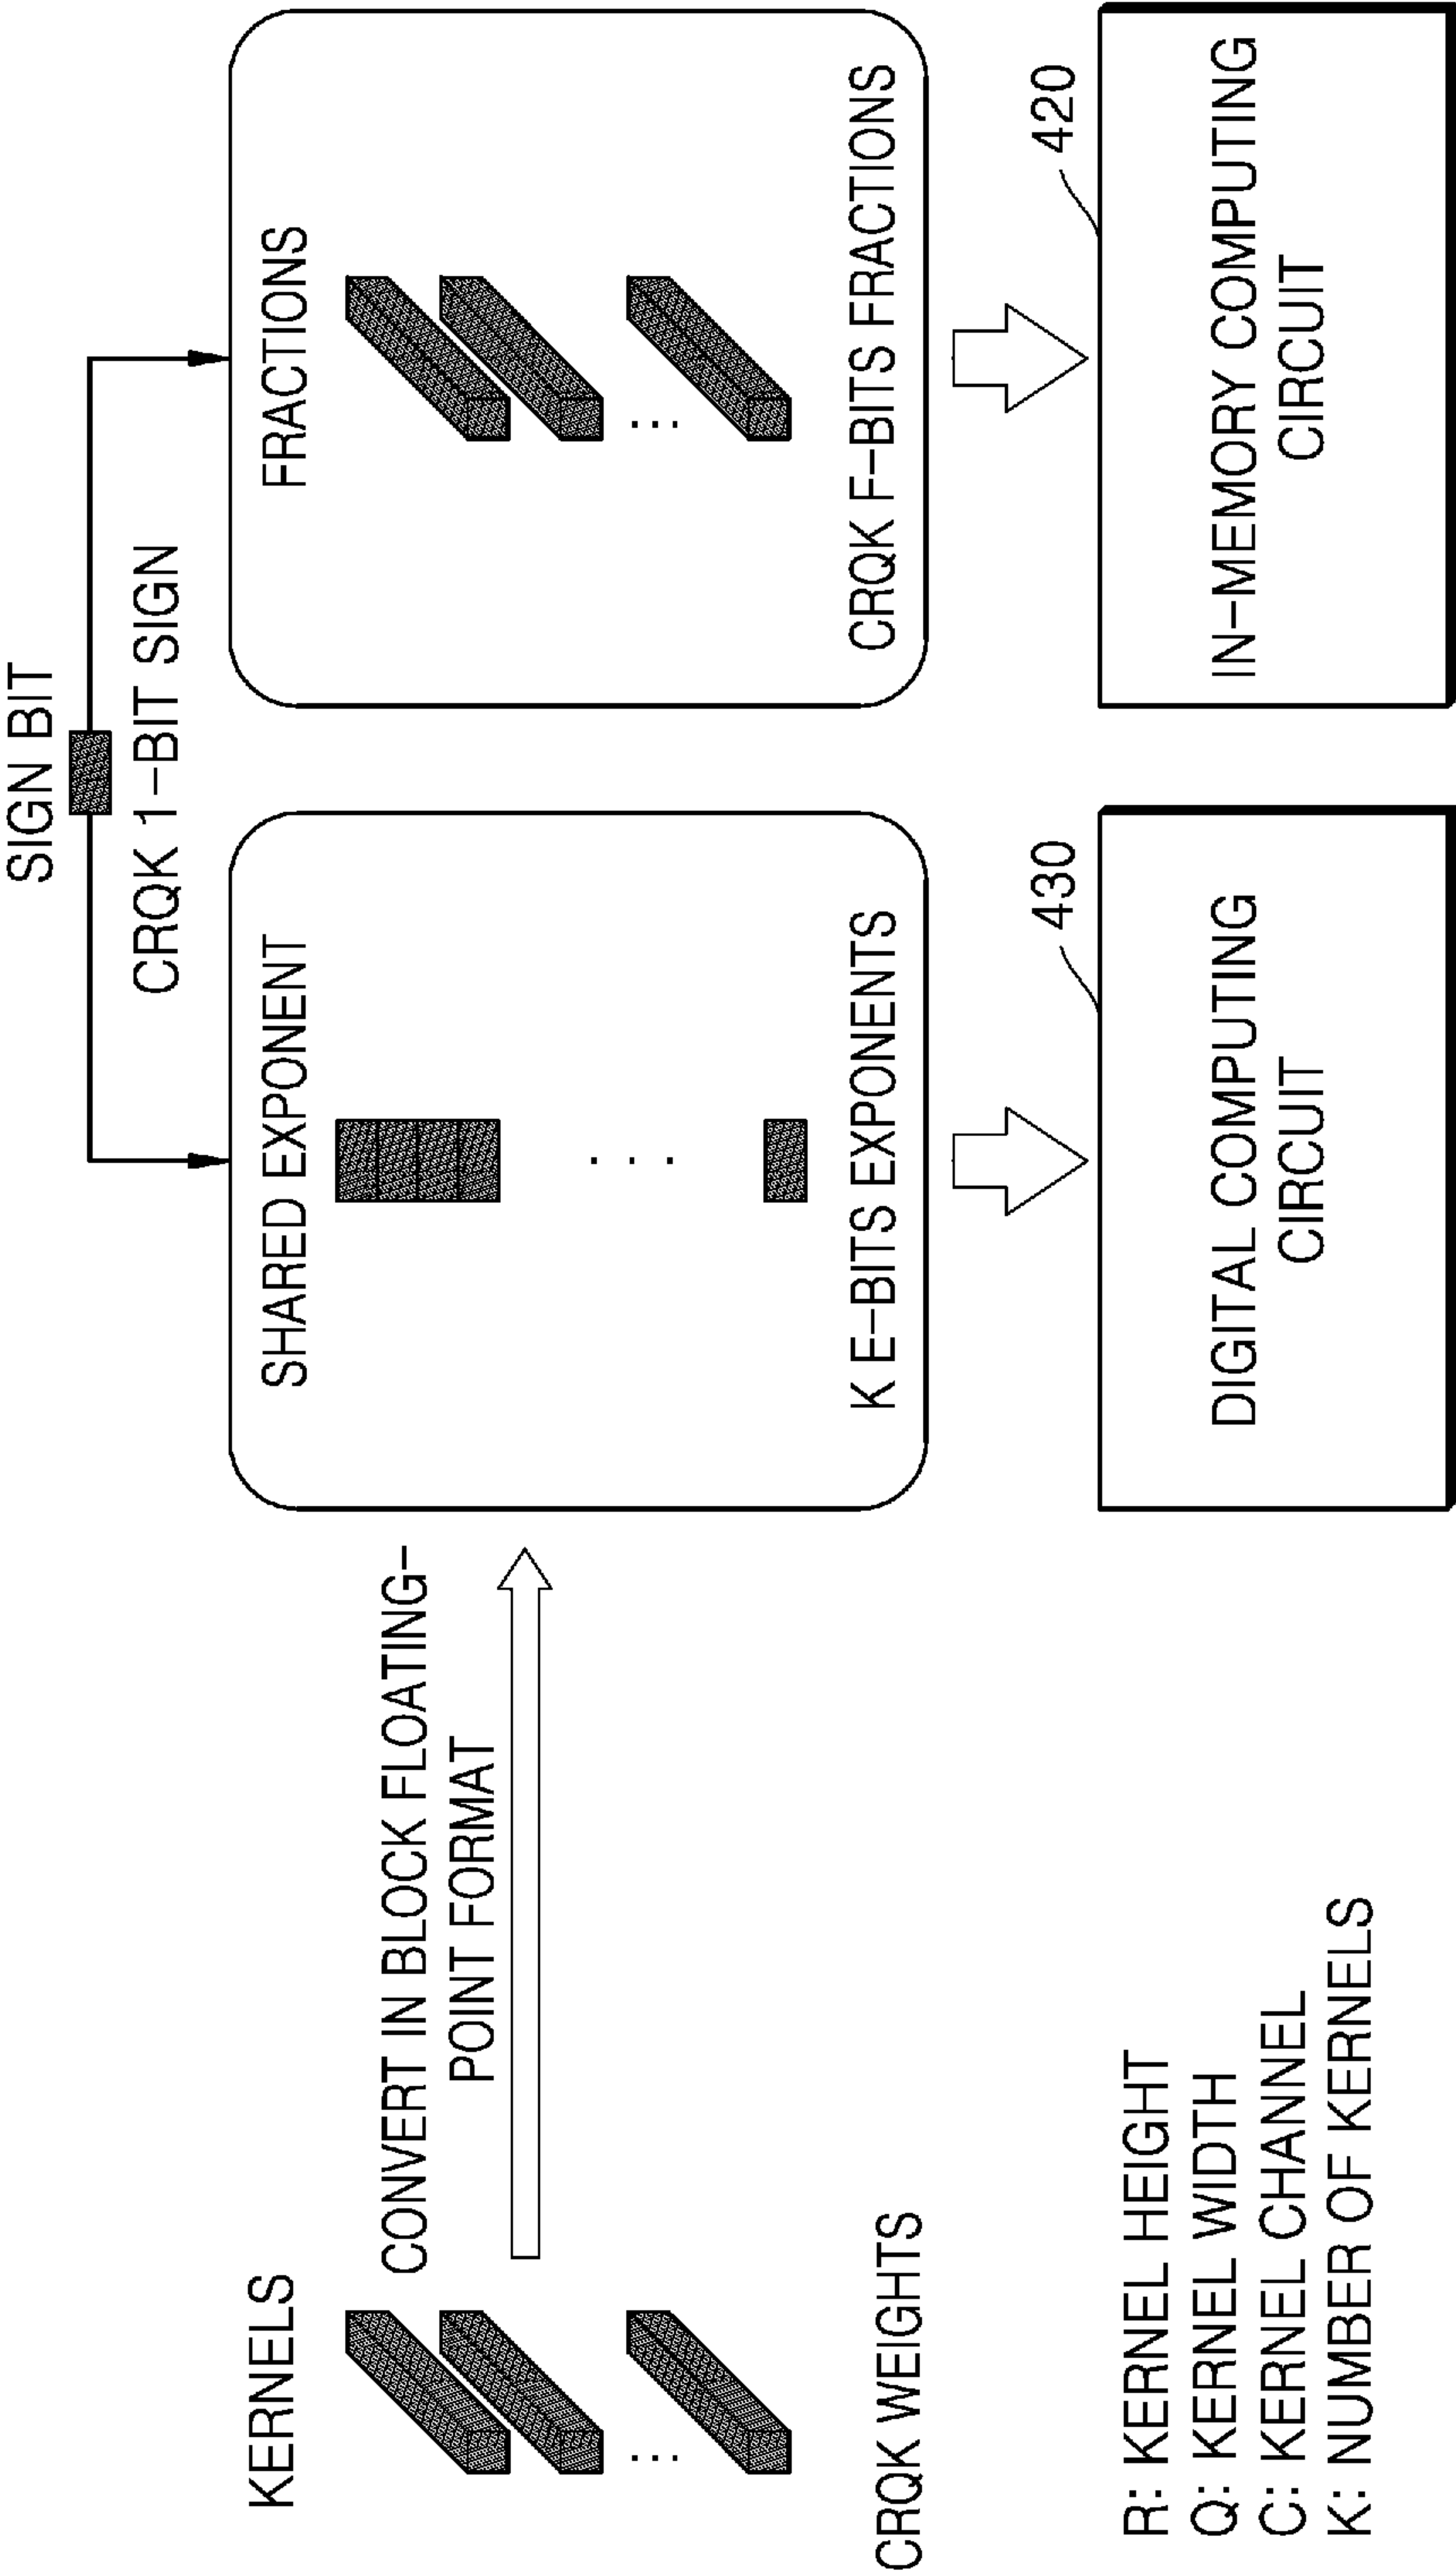 SIGN BIT
CRQK 1-BIT SIGN
KERNELS
CONVERT IN BLOCK FLOATING-
POINT FORMAT
CRQK WEIGHTS
SHARED EXPONENT
K E-BITS EXPONENTS
FRACTIONS
CRQK F-BITS FRACTIONS
430
DIGITAL COMPUTING
CIRCUIT
420
IN-MEMORY COMPUTING
CIRCUIT
R: KERNEL HEIGHT
Q: KERNEL WIDTH
C: KERNEL CHANNEL
K: NUMBER OF KERNELS